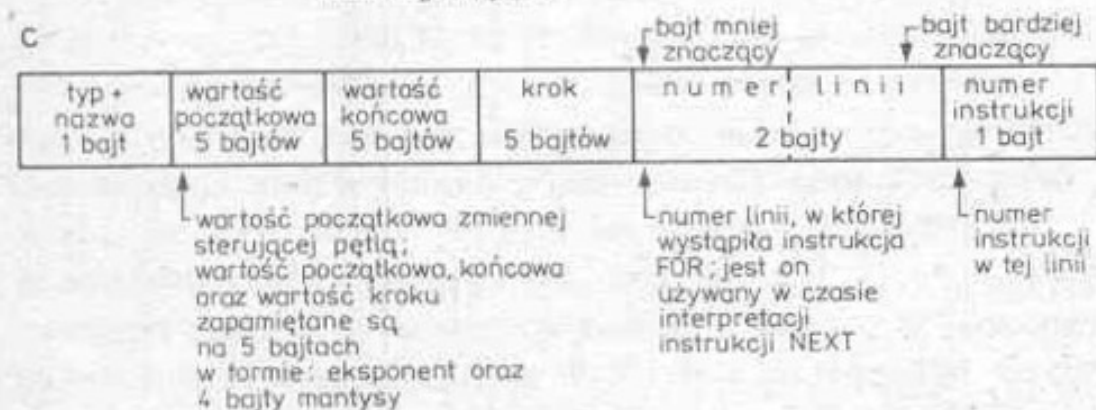 C
bajt mniej
znaczący
bajt bardziej
znaczący
typ +
nazwa
1 bajt
wartość
początkowa
5 bajtów
wartość
końcowa
5 bajtów
krok
5 bajtów
numer linii
2 bajty
numer
instrukcji
1 bajt
wartość początkowa zmiennej
sterującej pętlą;
wartość początkowa, końcowa
oraz wartość kroku
zapamiętane są
na 5 bajtach
w formie: eksponent oraz
4 bajty mantysy
numer linii, w której
wystąpiła instrukcja
FOR; jest on
używany w czasie
interpretacji
instrukcji NEXT
numer
instrukcji
w tej linii